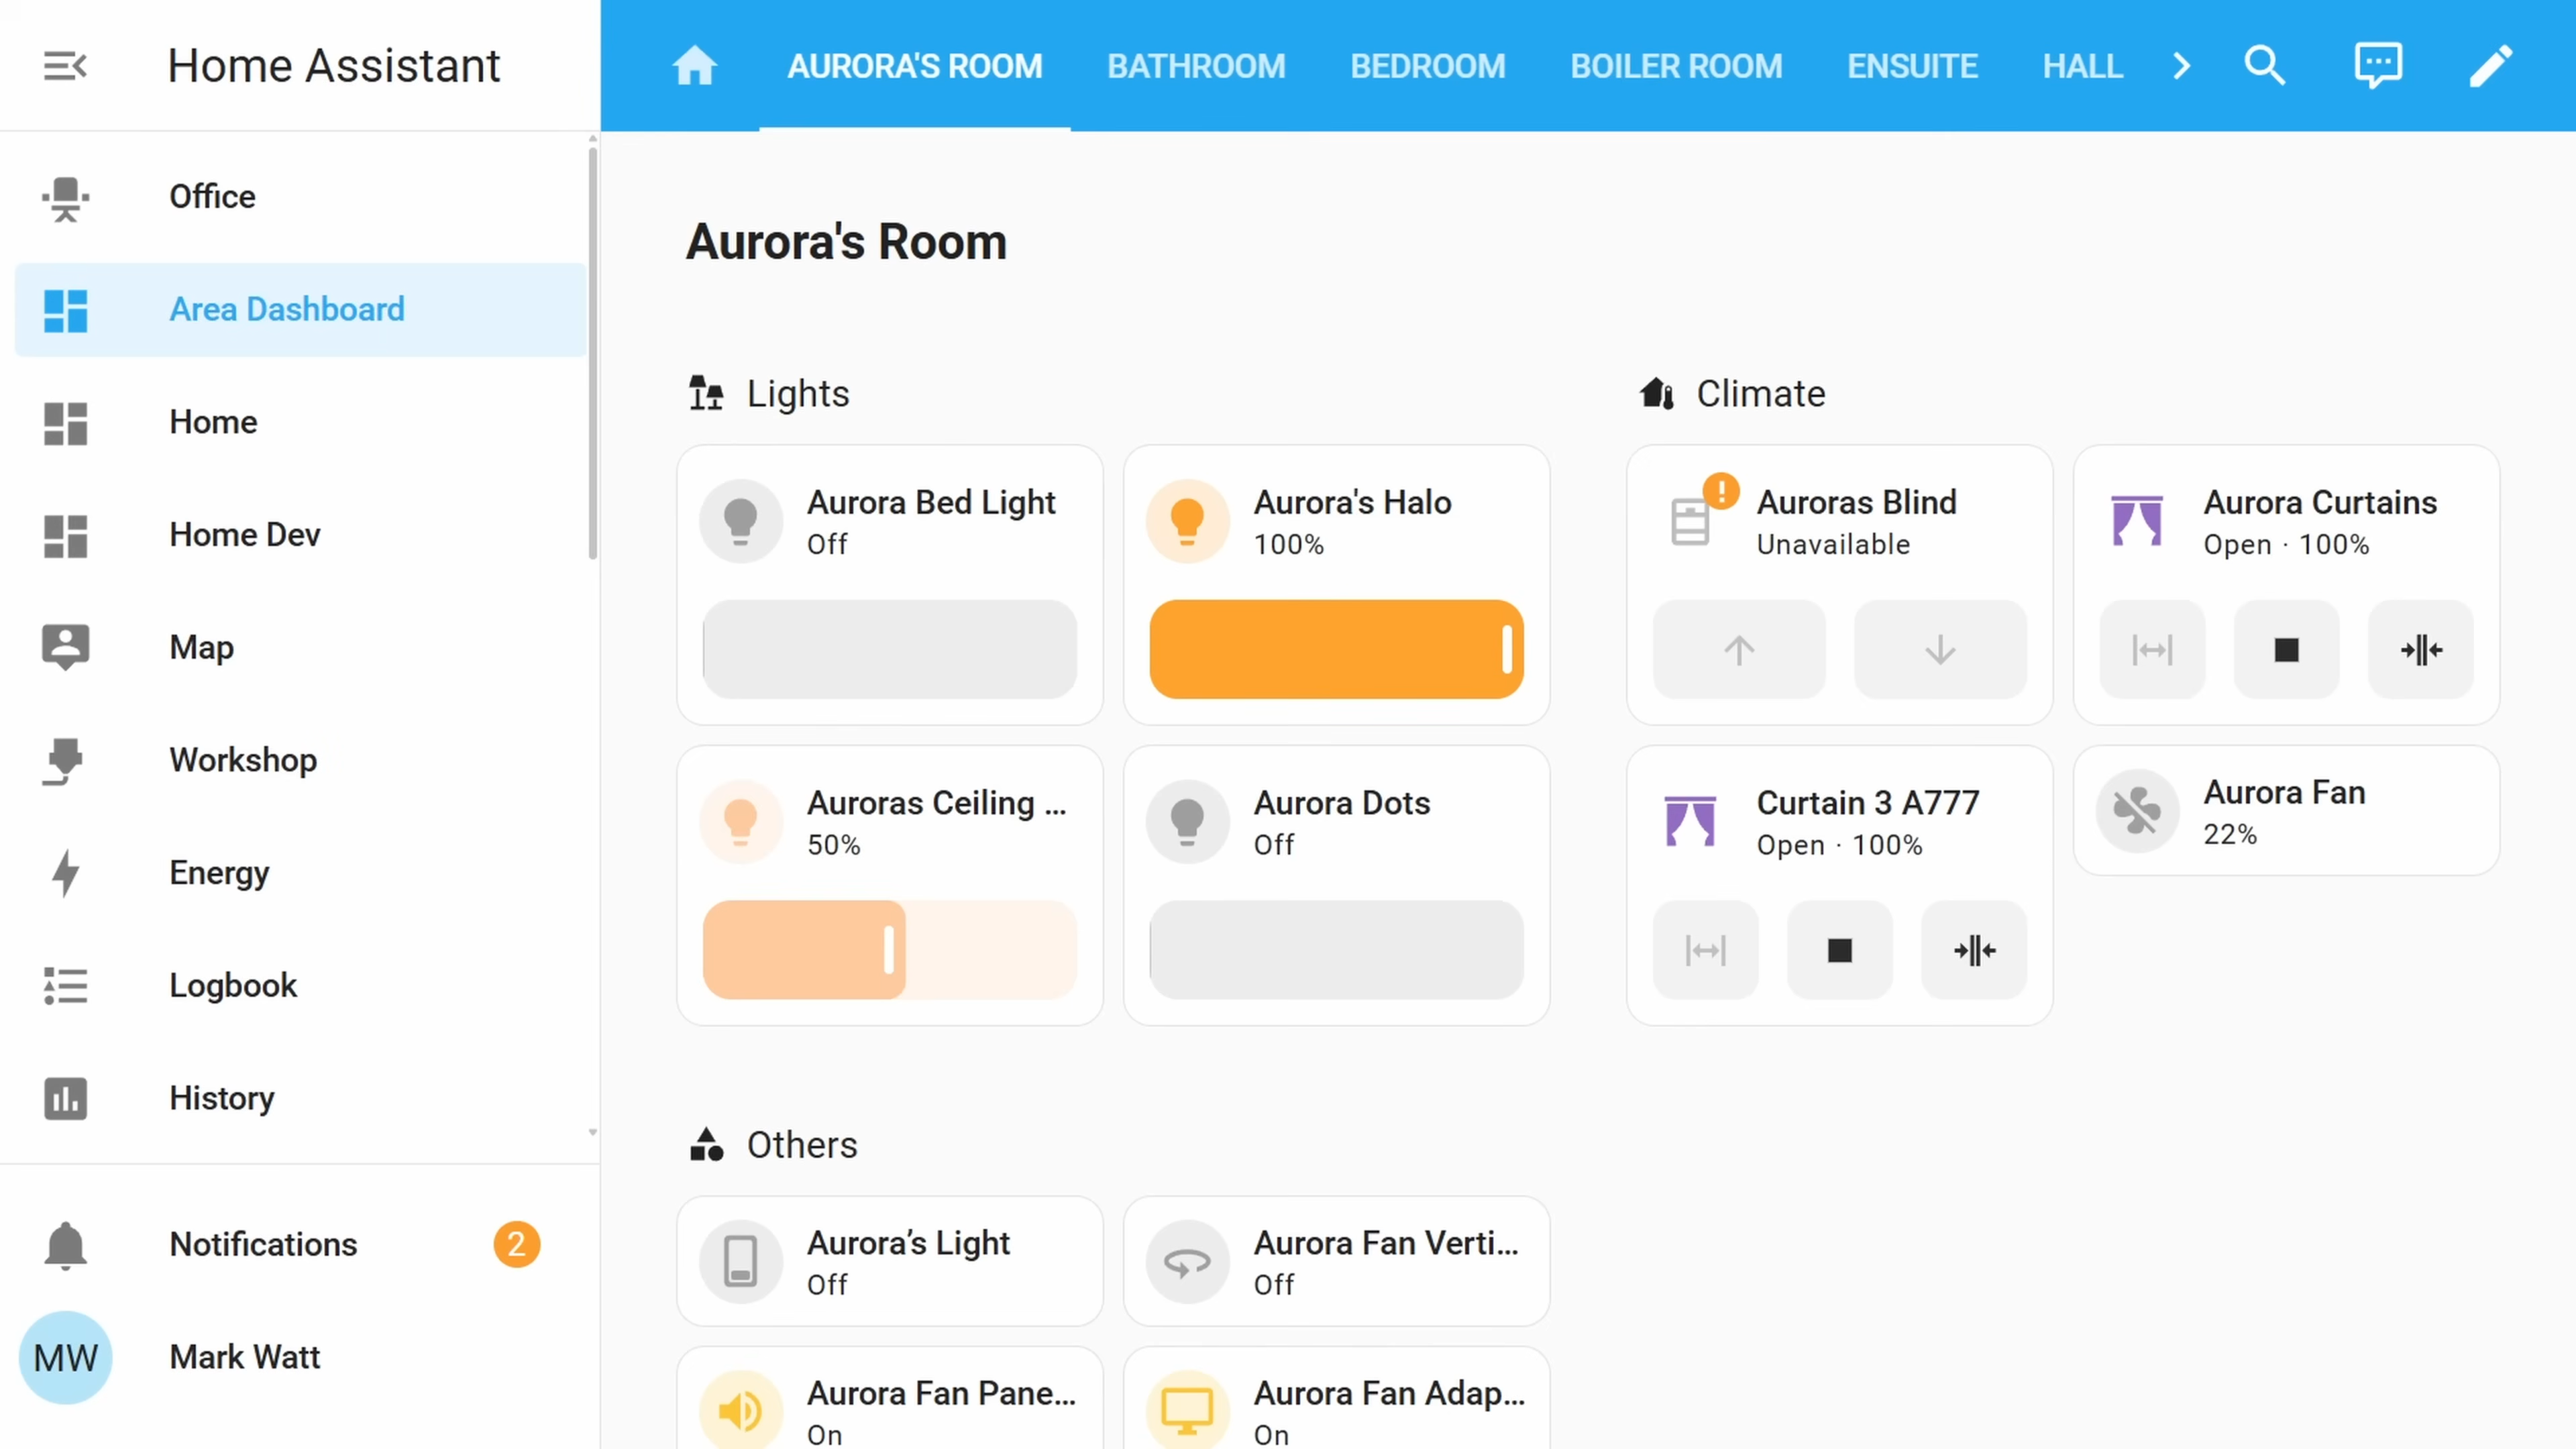 Home Assistant
AURORA'S ROOM
BATHROOM
BEDROOM
BOILER ROOM
ENSUITE
HALL
Office
Area Dashboard
Home
Home Dev
Map
Workshop
Energy
Logbook
History
Notifications
2
MW
Mark Watt
Aurora's Room
Lights
Aurora Bed Light
Off
Aurora's Halo
100%
Auroras Ceiling ...
50%
Aurora Dots
Off
Climate
Auroras Blind
Unavailable
Aurora Curtains
Open · 100%
Curtain 3 A777
Open · 100%
Aurora Fan
22%
Others
Aurora’s Light
Off
Aurora Fan Verti...
Off
Aurora Fan Pane...
On
Aurora Fan Adap...
On